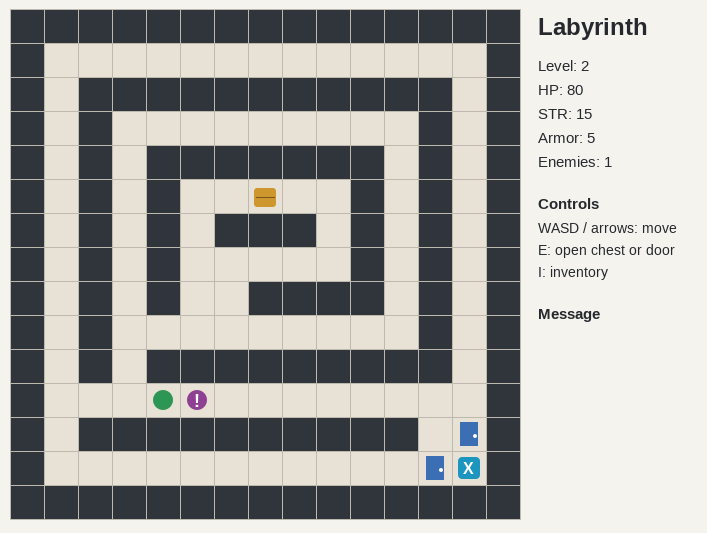 Labyrinth
Level: 2
HP: 80
STR: 15
Armor: 5
Enemies: 1
Controls
WASD / arrows: move
E: open chest or door
I: inventory
Message
!
X